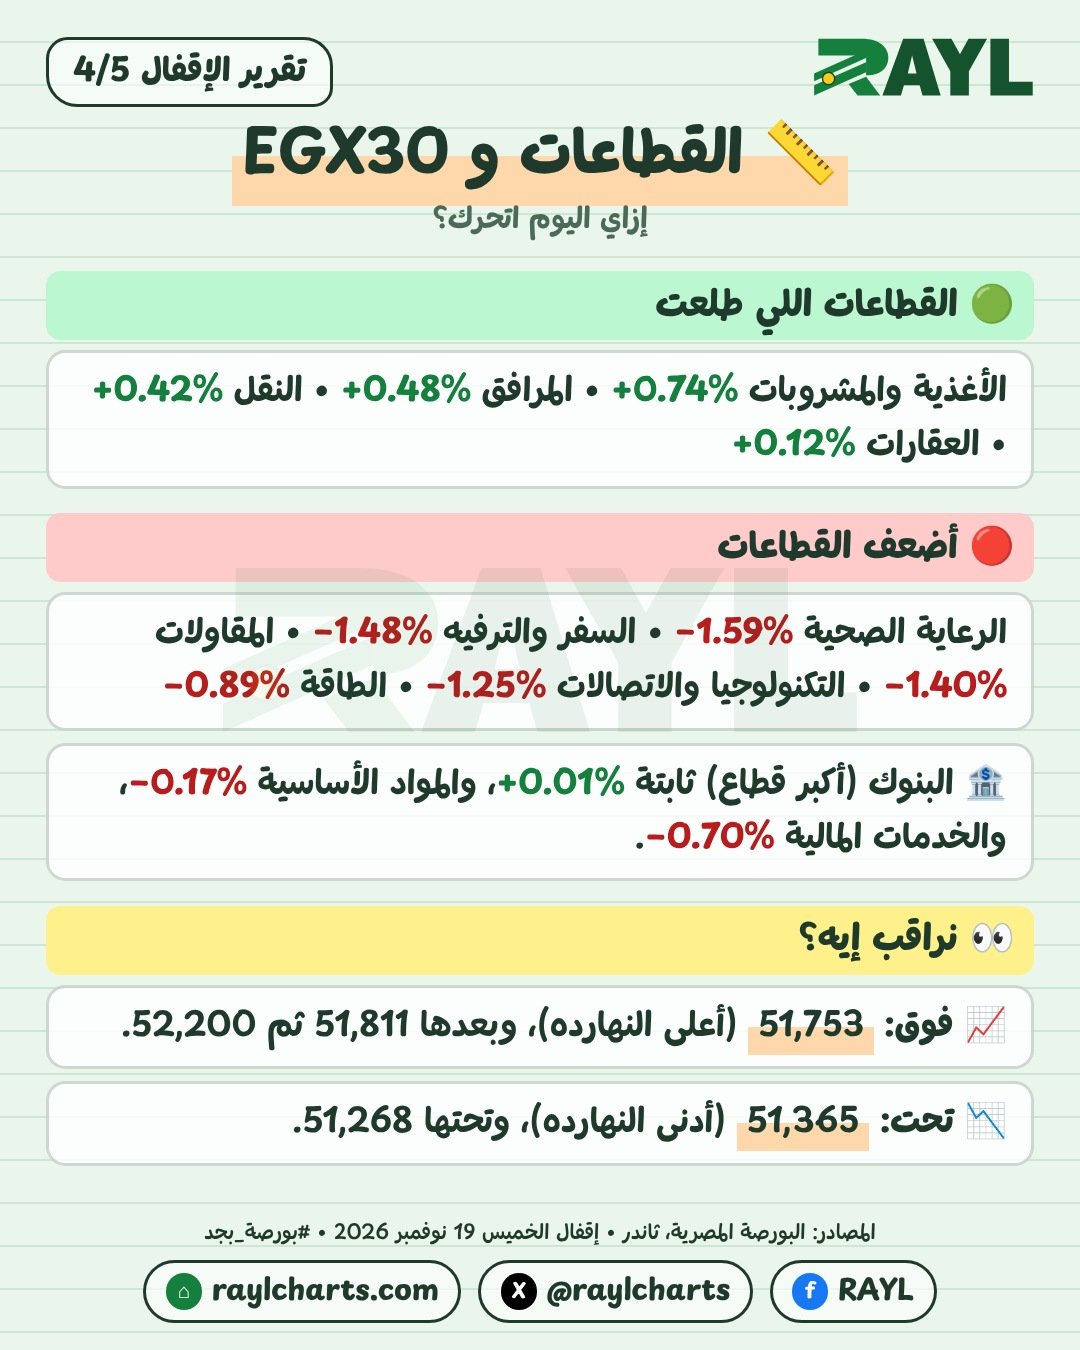 RAYL
تقرير الإقفال 4/5
📏 القطاعات و EGX30
إزاي اليوم اتحرك؟
🟢 القطاعات اللي طلعت
الأغذية والمشروبات +0.74% • المرافق +0.48% • النقل +0.42%
• العقارات +0.12%
🔴 أضعف القطاعات
الرعاية الصحية −1.59% • السفر والترفيه −1.48% • المقاولات
−1.40% • التكنولوجيا والاتصالات −1.25% • الطاقة −0.89%
🏦 البنوك (أكبر قطاع) ثابتة +0.01%، والمواد الأساسية −0.17%،
والخدمات المالية −0.70%.
👀 نراقب إيه؟
📈 فوق: 51,753 (أعلى النهارده)، وبعدها 51,811 ثم 52,200.
📉 تحت: 51,365 (أدنى النهارده)، وتحتها 51,268.
المصادر: البورصة المصرية، ثاندر • إقفال الخميس 19 نوفمبر 2026 • #بورصة_بجد
RAYL
@raylcharts
raylcharts.com